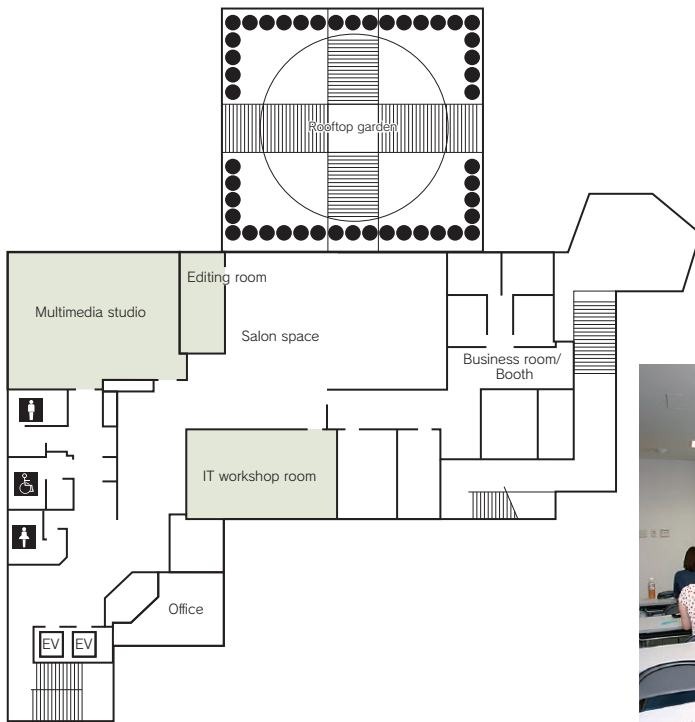 Rooftop garden
Editing room
Multimedia studio
Salon space
Business room/
Booth
IT workshop room
Office
EV EV